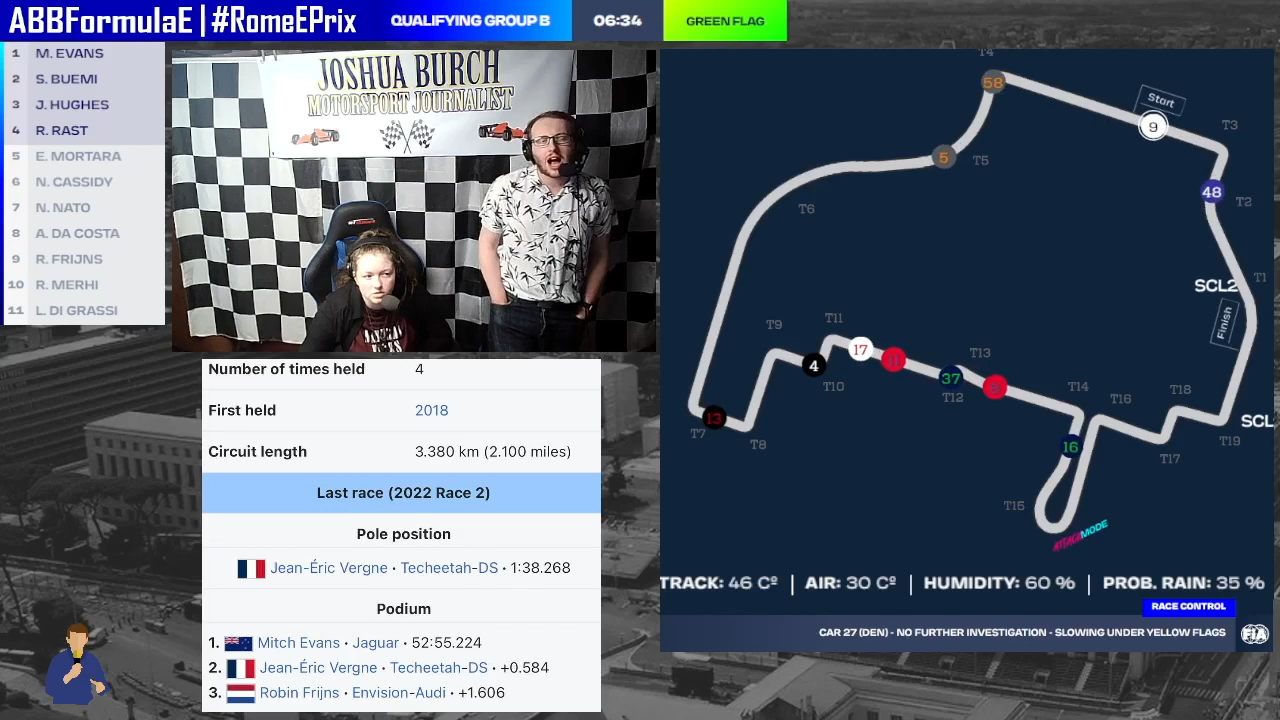 ABBFormulaE | #RomeEPrix
QUALIFYING GROUP B
06:34
GREEN FLAG
1 M. EVANS
2 S. BUEMI
3 J. HUGHES
4 R. RAST
5 E. MORTARA
6 N. CASSIDY
7 N. NATO
8 A. DA COSTA
9 R. FRIJNS
10 R. MERHI
11 L. DI GRASSI
JOSHUA BURCH
MOTORSPORT JOURNALIST
Number of times held 4
First held 2018
Circuit length 3.380 km (2.100 miles)
Last race (2022 Race 2)
Pole position
Jean-Éric Vergne • Techeetah-DS • 1:38.268
Podium
1. Mitch Evans • Jaguar • 52:55.224
2. Jean-Éric Vergne • Techeetah-DS • +0.584
3. Robin Frijns • Envision-Audi • +1.606
T4
58
Start
9
T3
5
T5
48
T2
T6
T1
SCL2
Finish
T11
T9
17
11
T13
4
37
T10
T12
T14
T18
T16
13
T7
T8
SCL
T19
16
T17
T15
ATTACK MODE
TRACK: 46 Cº | AIR: 30 Cº | HUMIDITY: 60 % | PROB. RAIN: 35 %
RACE CONTROL
CAR 27 (DEN) - NO FURTHER INVESTIGATION - SLOWING UNDER YELLOW FLAGS
FIA